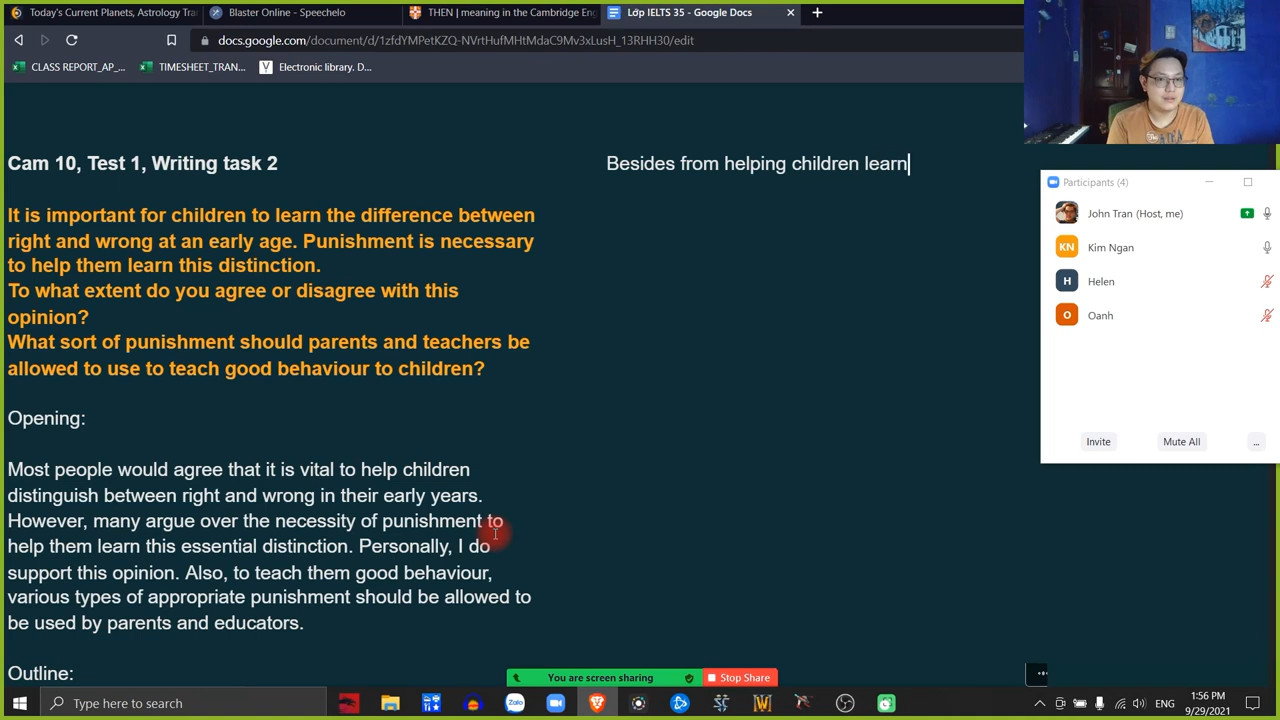 Today's Current Planets, Astrology Tra
Blaster Online - Speechelo
THEN | meaning in the Cambridge Eng
Lớp IELTS 35 - Google Docs
docs.google.com/document/d/1zfdYMPetKZQ-NVrtHufMHtMdaC9Mv3xLusH_13RHH30/edit
CLASS REPORT_AP_...
TIMESHEET_TRAN...
Electronic library. D...
Cam 10, Test 1, Writing task 2
Besides from helping children learn
It is important for children to learn the difference between
right and wrong at an early age. Punishment is necessary
to help them learn this distinction.
To what extent do you agree or disagree with this
opinion?
What sort of punishment should parents and teachers be
allowed to use to teach good behaviour to children?
Opening:
Most people would agree that it is vital to help children
distinguish between right and wrong in their early years.
However, many argue over the necessity of punishment to
help them learn this essential distinction. Personally, I do
support this opinion. Also, to teach them good behaviour,
various types of appropriate punishment should be allowed to
be used by parents and educators.
Outline:
Participants (4)
John Tran (Host, me)
KN Kim Ngan
H Helen
O Oanh
Invite
Mute All
...
You are screen sharing
Stop Share
Type here to search
Zalo
ENG
1:56 PM
9/29/2021